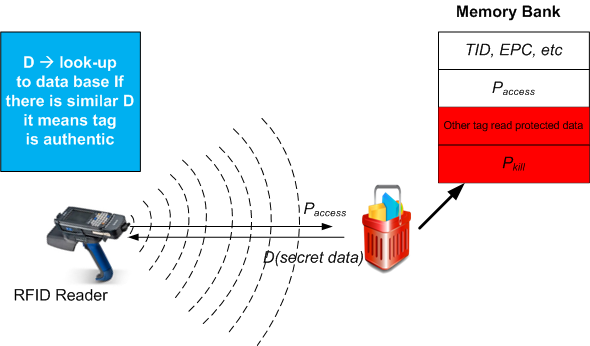 Memory Bank
D → look-up
to data base If
there is similar D
it means tag
is authentic
TID, EPC, etc
Paccess
Other tag read protected data
Pkill
Paccess
D(secret data)
RFID Reader